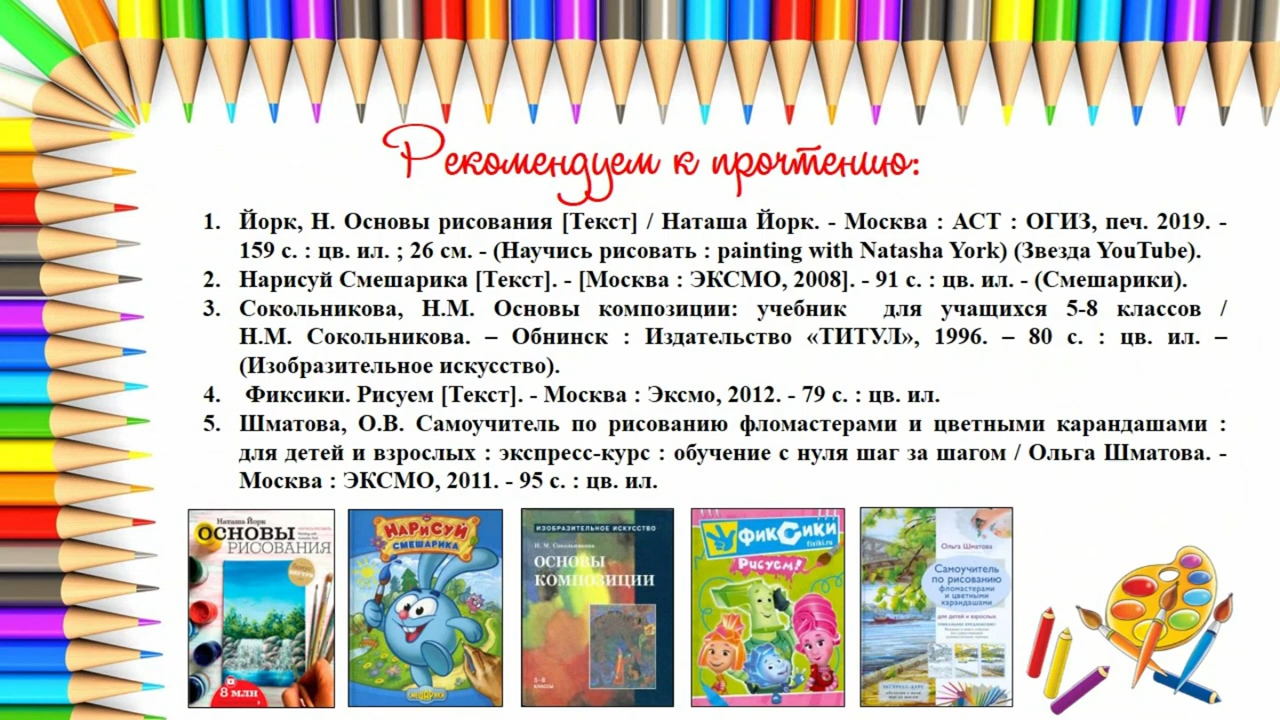 Рекомендуем к прочтению:
1. Йорк, Н. Основы рисования [Текст] / Наташа Йорк. - Москва : АСТ : ОГИЗ, печ. 2019. -
159 с. : цв. ил. ; 26 см. - (Научись рисовать : painting with Natasha York) (Звезда YouTube).
2. Нарисуй Смешарика [Текст]. - [Москва : ЭКСМО, 2008]. - 91 с. : цв. ил. - (Смешарики).
3. Сокольникова, Н.М. Основы композиции: учебник для учащихся 5-8 классов /
Н.М. Сокольникова. – Обнинск : Издательство «ТИТУЛ», 1996. – 80 с. : цв. ил. –
(Изобразительное искусство).
4. Фиксики. Рисуем [Текст]. - Москва : Эксмо, 2012. - 79 с. : цв. ил.
5. Шматова, О.В. Самоучитель по рисованию фломастерами и цветными карандашами :
для детей и взрослых : экспресс-курс : обучение с нуля шаг за шагом / Ольга Шматова. -
Москва : ЭКСМО, 2011. - 95 с. : цв. ил.
Наташа Йорк
ОСНОВЫ
РИСОВАНИЯ
8 млн
НАРИСУЙ
СМЕШАРИКА
СМЕШАРИКИ
ИЗОБРАЗИТЕЛЬНОЕ ИСКУССТВО
Н. М. Сокольникова
ОСНОВЫ
КОМПОЗИЦИИ
5–8
классы
ФИКСИКИ
fixiki.ru
РИСУЕМ!
Ольга Шматова
Самоучитель
по рисованию
фломастерами
и цветными
карандашами
для детей и взрослых
ЭКСПРЕСС-КУРС